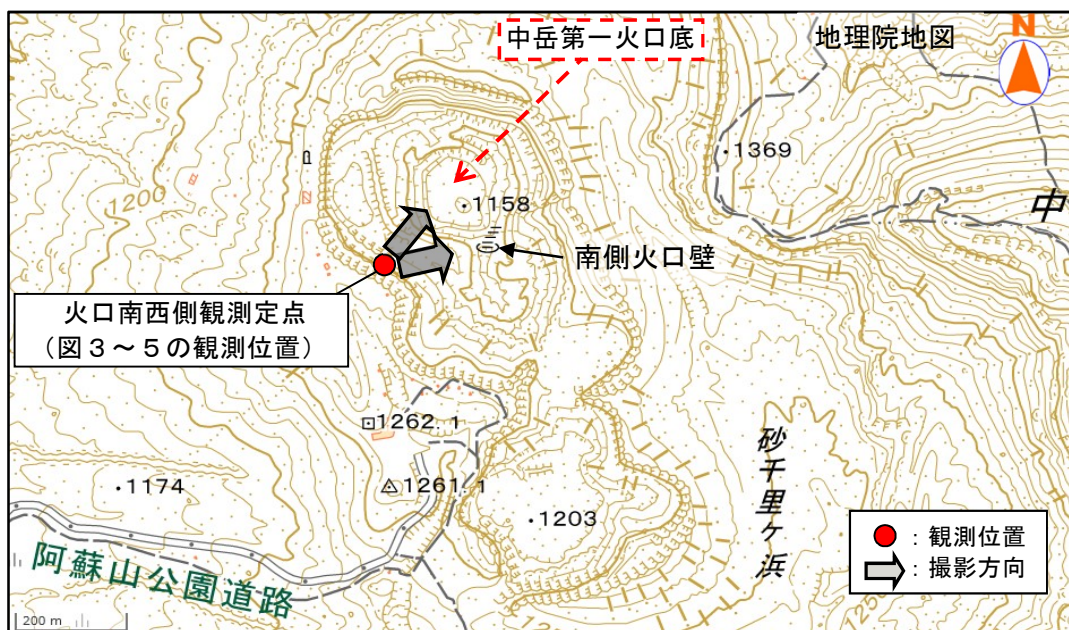 中岳第一火口底
地理院地図
N
1369
1200
1158
中
南側火口壁
火口南西側観測定点
(図3~5の観測位置)
1262.1
砂千里ヶ浜
1174
1261.1
1203
:観測位置
:撮影方向
阿蘇山公園道路
200 m